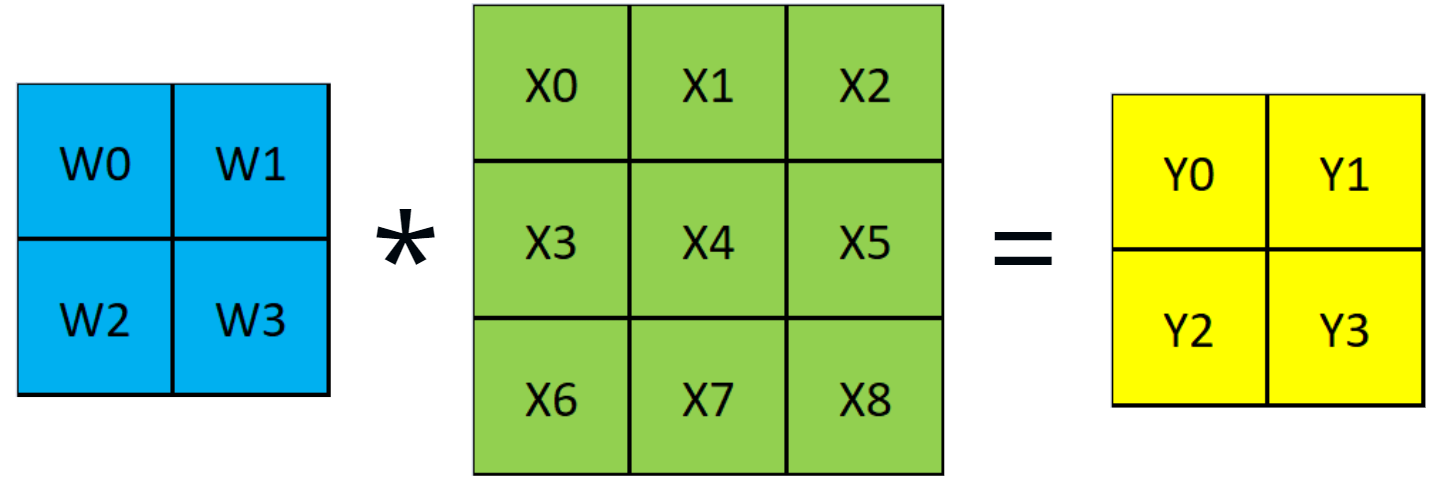 W0 W1
W2 W3
*
X0 X1 X2
X3 X4 X5
X6 X7 X8
=
Y0 Y1
Y2 Y3